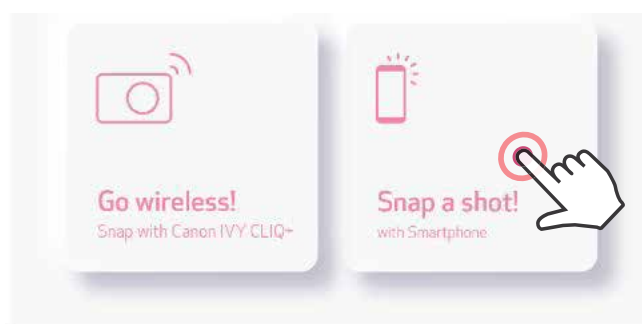 Go wireless!
Snap with Canon IVY CLIQ+
Snap a shot!
with Smartphone